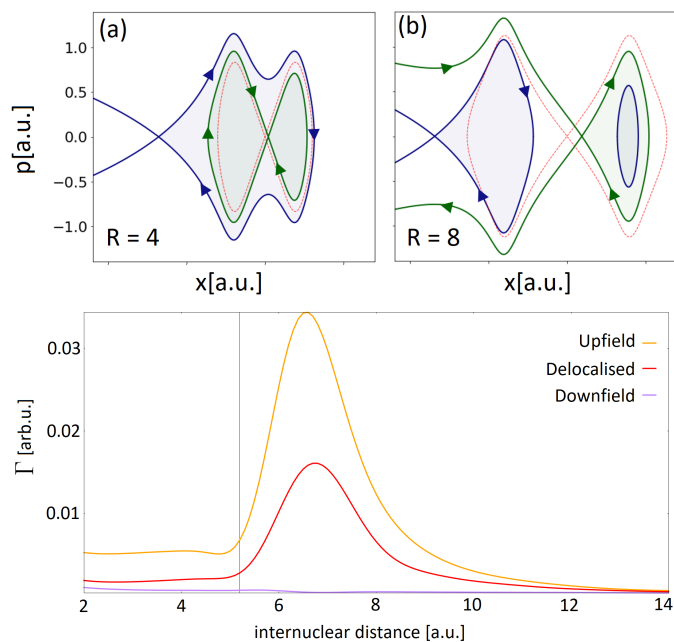 (a)
(b)
1.0
0.5
0.0
−0.5
−1.0
p[a.u.]
R = 4
R = 8
x[a.u.]
x[a.u.]
0.03
0.02
0.01
Γ [arb.u.]
Upfield
Delocalised
Downfield
2 4 6 8 10 12 14
internuclear distance [a.u.]